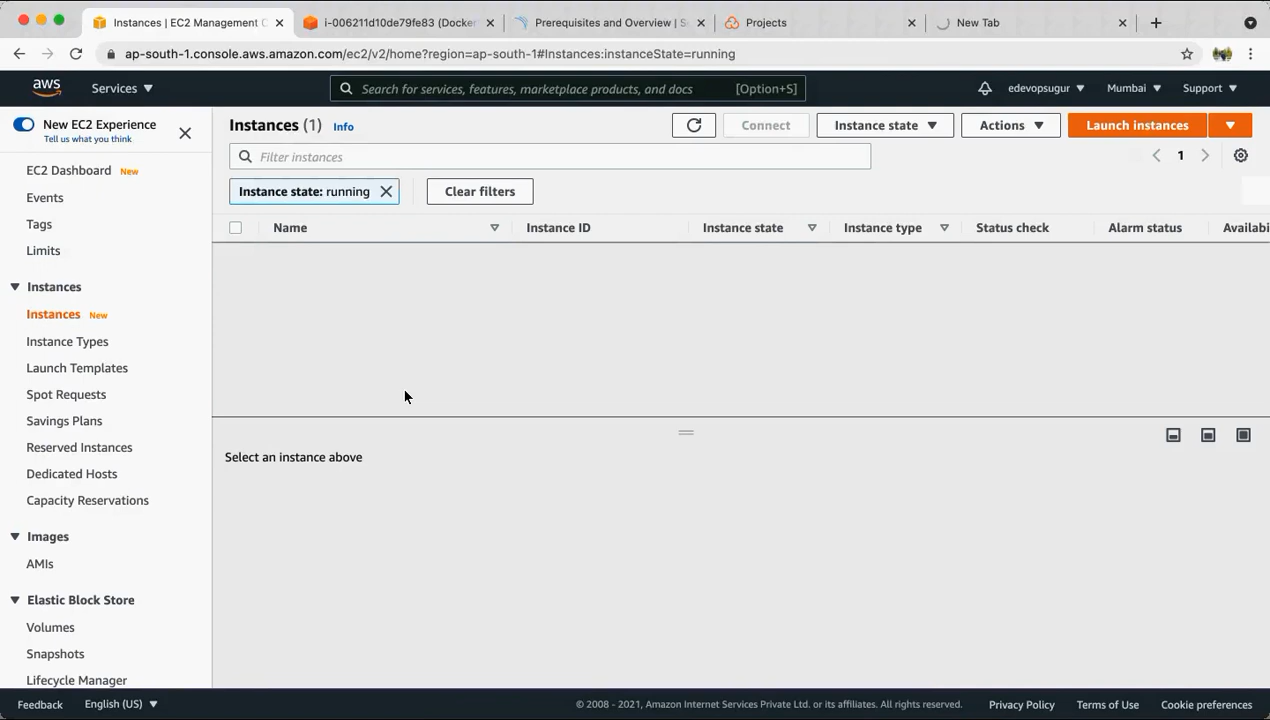 Instances | EC2 Management C
i-006211d10de79fe83 (Docker
Prerequisites and Overview | S
Projects
New Tab
ap-south-1.console.aws.amazon.com/ec2/v2/home?region=ap-south-1#Instances:instanceState=running
aws
Services
Search for services, features, marketplace products, and docs
[Option+S]
edevopsugur
Mumbai
Support
New EC2 Experience
Tell us what you think
EC2 Dashboard New
Events
Tags
Limits
Instances
Instances New
Instance Types
Launch Templates
Spot Requests
Savings Plans
Reserved Instances
Dedicated Hosts
Capacity Reservations
Images
AMIs
Elastic Block Store
Volumes
Snapshots
Lifecycle Manager
Instances (1) Info
Connect
Instance state
Actions
Launch instances
Filter instances
1
Instance state: running
Clear filters
Name
Instance ID
Instance state
Instance type
Status check
Alarm status
Availabi
Select an instance above
Feedback
English (US)
© 2008 - 2021, Amazon Internet Services Private Ltd. or its affiliates. All rights reserved.
Privacy Policy
Terms of Use
Cookie preferences